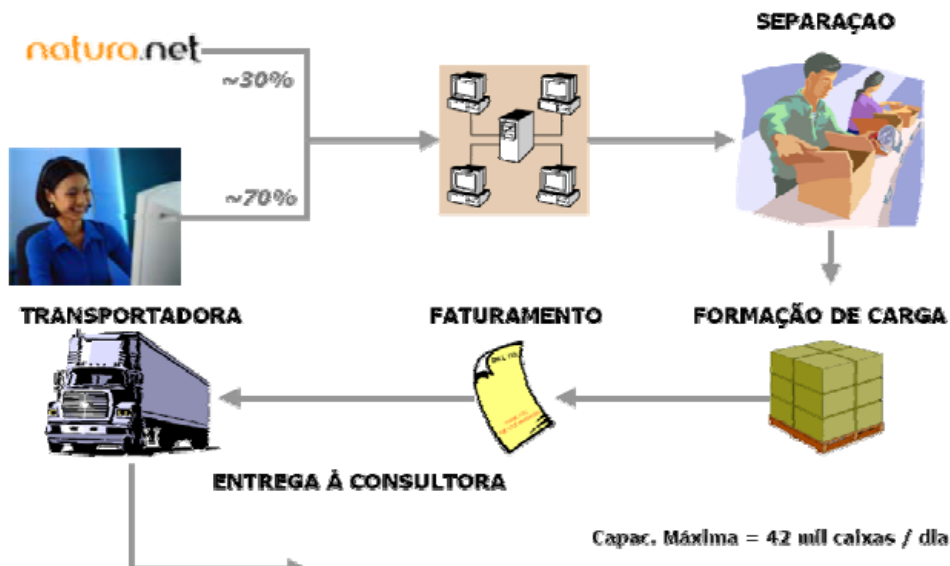 SEPARAÇAO
natura.net
~30%
~70%
TRANSPORTADORA
FATURAMENTO
FORMAÇÃO DE CARGA
ENTREGA À CONSULTORA
Capac. Máxima = 42 mil caixas / dia